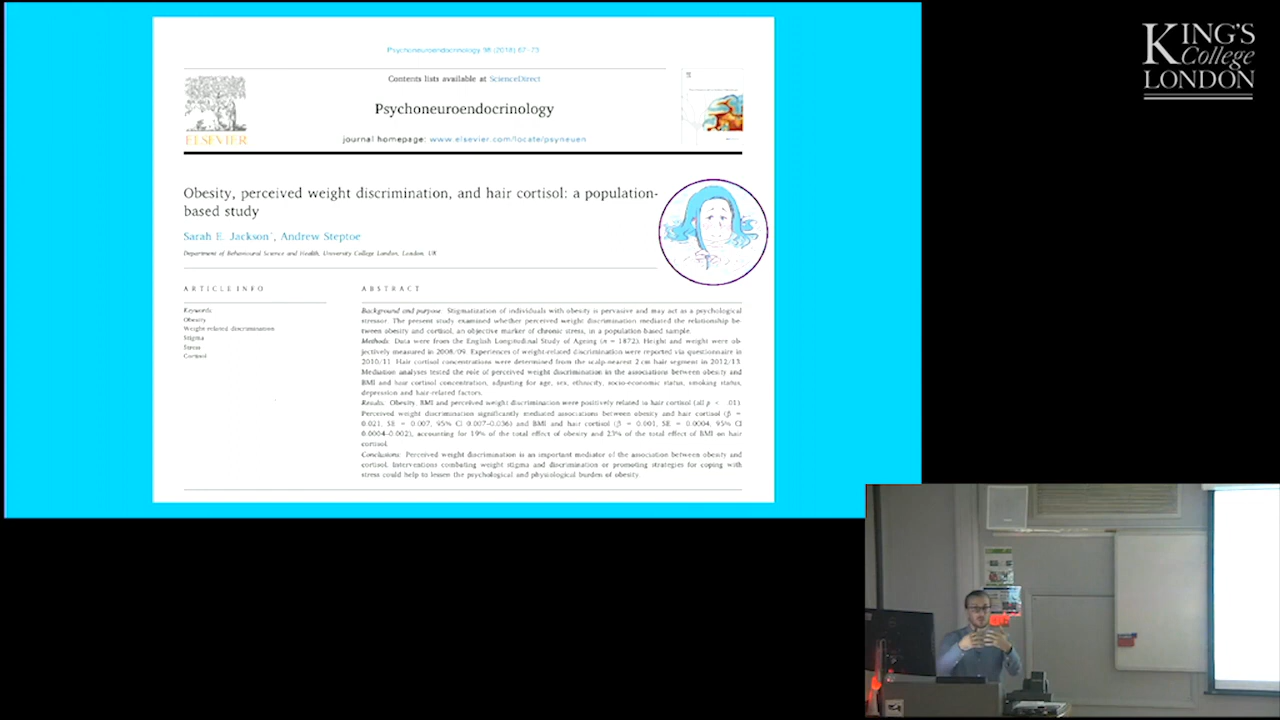 KING'S
College
LONDON
Psychoneuroendocrinology 98 (2018) 67–73
Contents lists available at ScienceDirect
Psychoneuroendocrinology
ELSEVIER
journal homepage: www.elsevier.com/locate/psyneuen
Obesity, perceived weight discrimination, and hair cortisol: a population-
based study
Sarah E. Jackson*, Andrew Steptoe
Department of Behavioural Science and Health, University College London, London, UK
ARTICLE INFO
Keywords:
Obesity
Weight-related discrimination
Stigma
Stress
Cortisol
ABSTRACT
Background and purpose: Stigmatization of individuals with obesity is pervasive and may act as a psychological
stressor. The present study examined whether perceived weight discrimination mediated the relationship be-
tween obesity and cortisol, an objective marker of chronic stress, in a population-based sample.
Methods: Data were from the English Longitudinal Study of Ageing (n = 1872). Height and weight were ob-
jectively measured in 2008/09. Experiences of weight-related discrimination were reported via questionnaire in
2010/11. Hair cortisol concentrations were determined from the scalp-nearest 2 cm hair segment in 2012/13.
Mediation analyses tested the role of perceived weight discrimination in the associations between obesity and
BMI and hair cortisol concentration, adjusting for age, sex, ethnicity, socio-economic status, smoking status,
depression and hair-related factors.
Results: Obesity, BMI and perceived weight discrimination were positively related to hair cortisol (all p < .01).
Perceived weight discrimination significantly mediated associations between obesity and hair cortisol (β =
0.021, SE = 0.007, 95% CI 0.007–0.036) and BMI and hair cortisol (β = 0.001, SE = 0.0004, 95% CI
0.0004–0.002), accounting for 19% of the total effect of obesity and 23% of the total effect of BMI on hair
cortisol.
Conclusions: Perceived weight discrimination is an important mediator of the association between obesity and
cortisol. Interventions combating weight stigma and discrimination or promoting strategies for coping with
stress could help to lessen the psychological and physiological burden of obesity.